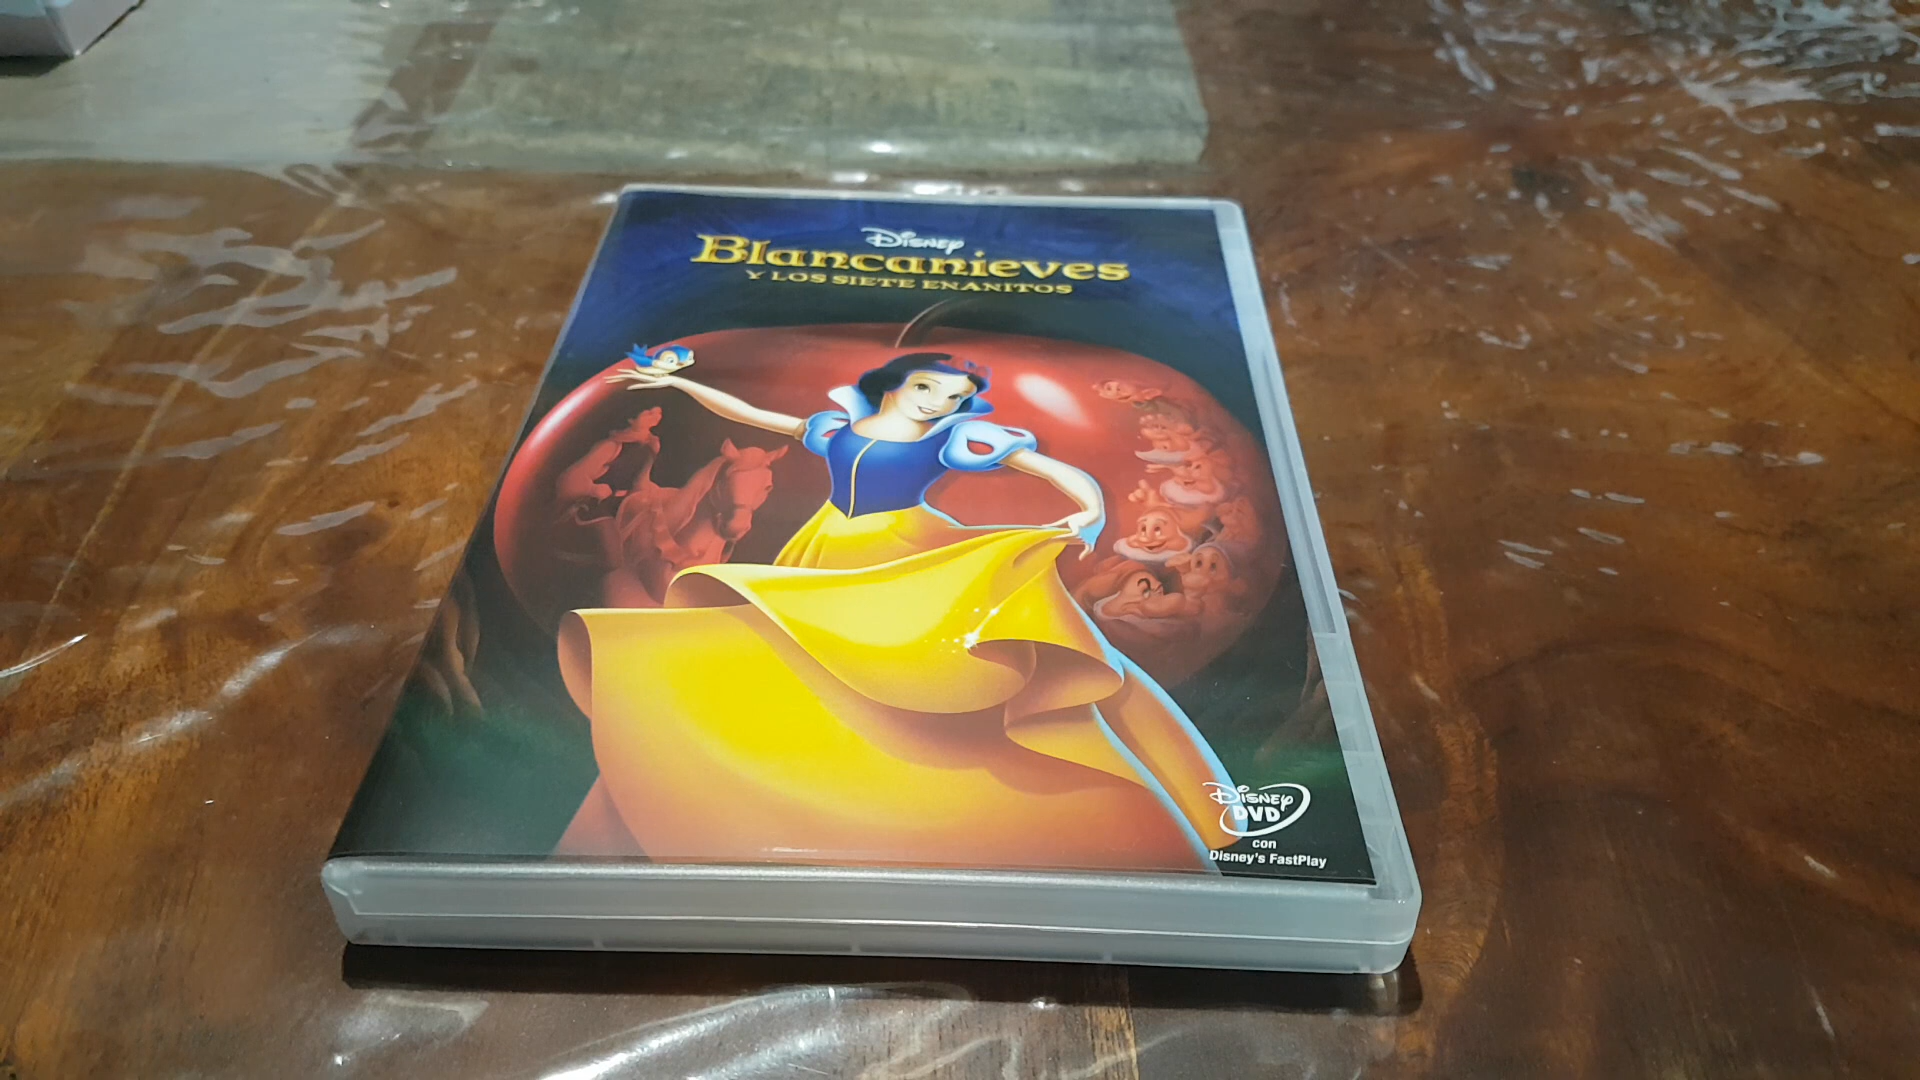 Disney
Blancanieves
Y LOS SIETE ENANITOS
Disney
DVD
con
Disney's FastPlay